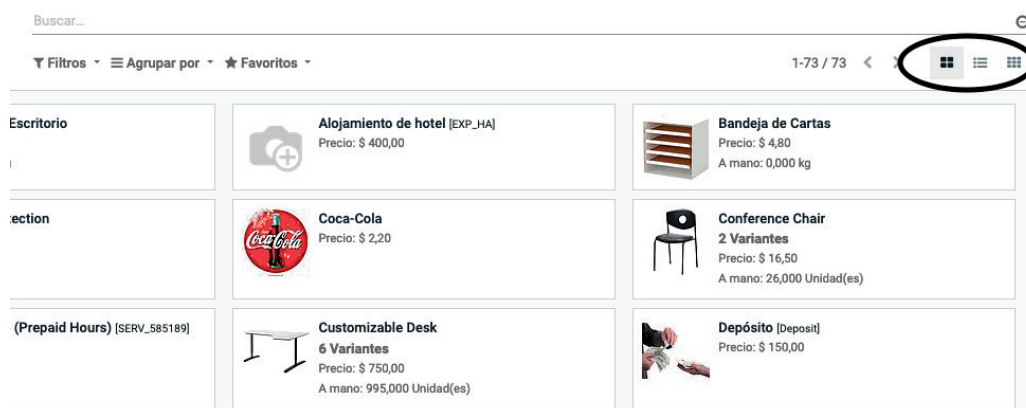 Buscar...
Filtros Agrupar por Favoritos 1-73 / 73
Escritorio
Alojamiento de hotel [EXP_HA]
Precio: $ 400,00
Bandeja de Cartas
Precio: $ 4,80
A mano: 0,000 kg
tection
Coca-Cola
Precio: $ 2,20
Coca-Cola
Conference Chair
2 Variantes
Precio: $ 16,50
A mano: 26,000 Unidad(es)
(Prepaid Hours) [SERV_585189]
Customizable Desk
6 Variantes
Precio: $ 750,00
A mano: 995,000 Unidad(es)
Depósito [Deposit]
Precio: $ 150,00